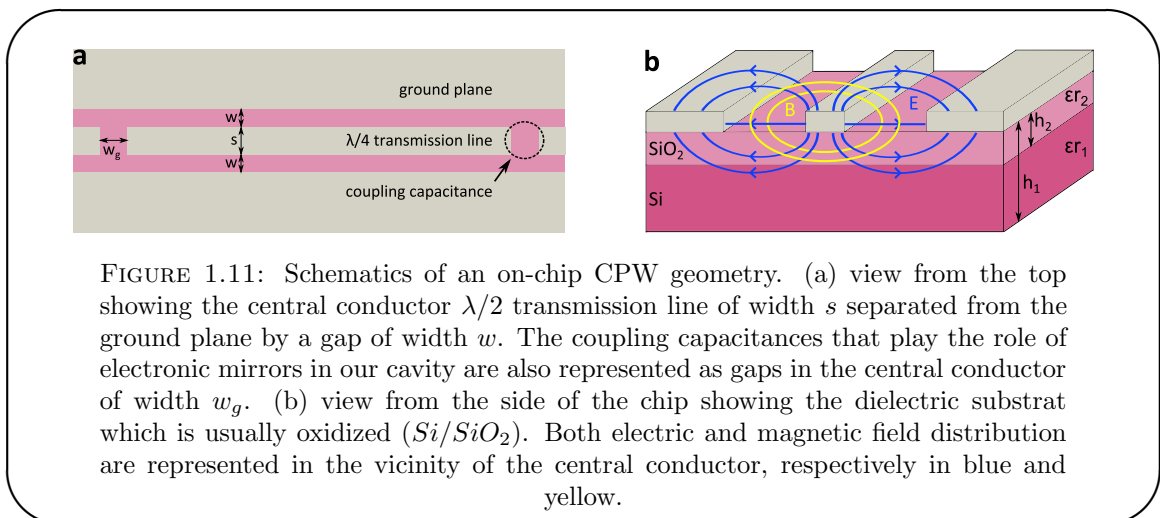 a
ground plane
w
s
w
w_g
λ/4 transmission line
coupling capacitance
b
B
E
SiO₂
Si
εr₂
h₂
εr₁
h₁
FIGURE 1.11: Schematics of an on-chip CPW geometry. (a) view from the top
showing the central conductor λ/2 transmission line of width s separated from the
ground plane by a gap of width w. The coupling capacitances that play the role of
electronic mirrors in our cavity are also represented as gaps in the central conductor
of width w_g. (b) view from the side of the chip showing the dielectric substrat
which is usually oxidized (Si/SiO₂). Both electric and magnetic field distribution
are represented in the vicinity of the central conductor, respectively in blue and
yellow.